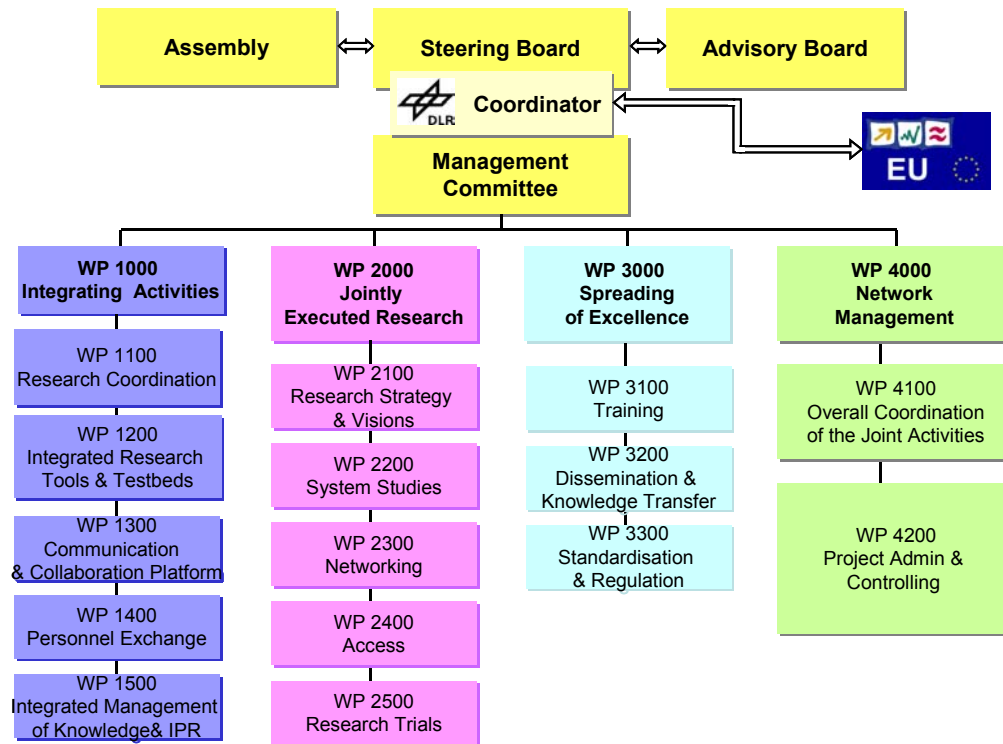 Assembly
Steering Board
Advisory Board
DLR
Coordinator
EU
Management
Committee
WP 1000
Integrating Activities
WP 1100
Research Coordination
WP 1200
Integrated Research
Tools & Testbeds
WP 1300
Communication
& Collaboration Platform
WP 1400
Personnel Exchange
WP 1500
Integrated Management
of Knowledge& IPR
WP 2000
Jointly
Executed Research
WP 2100
Research Strategy
& Visions
WP 2200
System Studies
WP 2300
Networking
WP 2400
Access
WP 2500
Research Trials
WP 3000
Spreading
of Excellence
WP 3100
Training
WP 3200
Dissemination &
Knowledge Transfer
WP 3300
Standardisation
& Regulation
WP 4000
Network
Management
WP 4100
Overall Coordination
of the Joint Activities
WP 4200
Project Admin &
Controlling